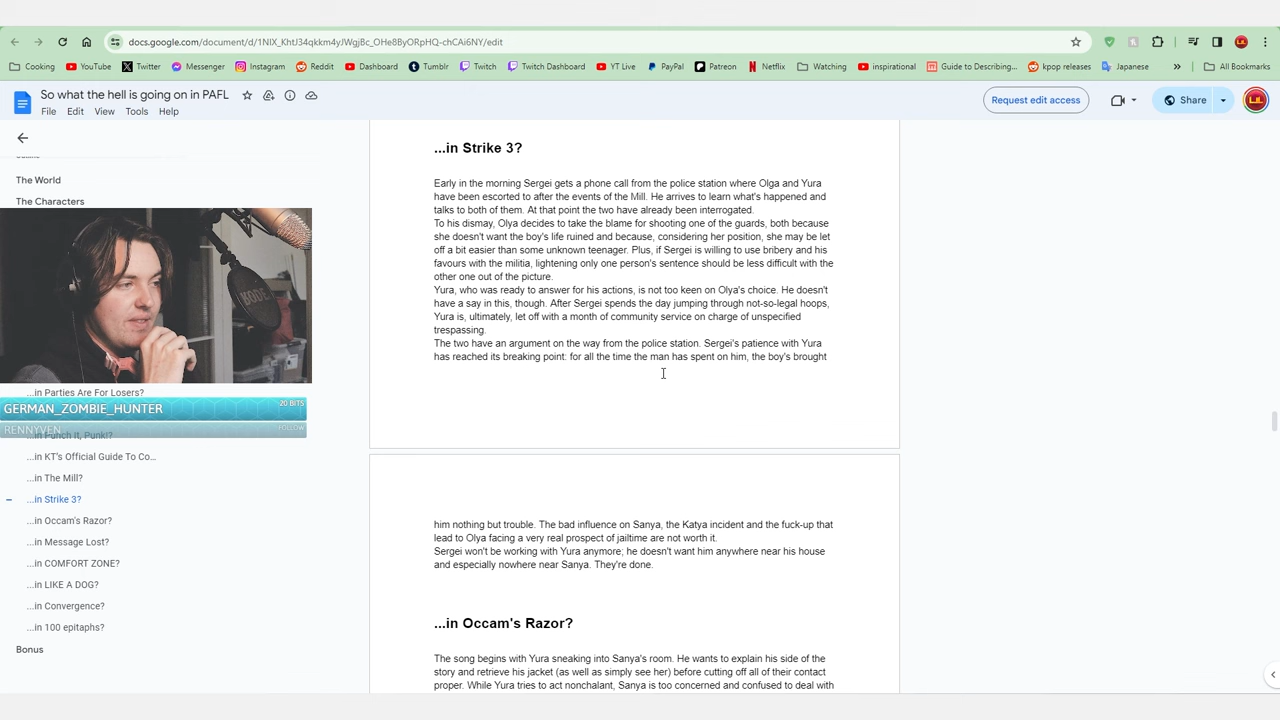 docs.google.com/document/d/1NIX_KhtJ34qkkm4yJWgjBc_OHe8ByORpHQ-chCAi6NY/edit
Cooking YouTube Twitter Messenger Instagram Reddit Dashboard Tumblr Twitch Twitch Dashboard YT Live PayPal Patreon Netflix Watching inspirational Guide to Describing... kpop releases Japanese » All Bookmarks
So what the hell is going on in PAFL
File Edit View Tools Help
Request edit access
Share
The World
The Characters
...in Parties Are For Losers?
...in Punch It, Punk!?
...in KT's Official Guide To Co...
...in The Mill?
...in Strike 3?
...in Occam's Razor?
...in Message Lost?
...in COMFORT ZONE?
...in LIKE A DOG?
...in Convergence?
...in 100 epitaphs?
Bonus
RODE
GERMAN_ZOMBIE_HUNTER 20 BITS
RENNYVEN FOLLOW
...in Strike 3?
Early in the morning Sergei gets a phone call from the police station where Olga and Yura
have been escorted to after the events of the Mill. He arrives to learn what's happened and
talks to both of them. At that point the two have already been interrogated.
To his dismay, Olya decides to take the blame for shooting one of the guards, both because
she doesn't want the boy's life ruined and because, considering her position, she may be let
off a bit easier than some unknown teenager. Plus, if Sergei is willing to use bribery and his
favours with the militia, lightening only one person's sentence should be less difficult with the
other one out of the picture.
Yura, who was ready to answer for his actions, is not too keen on Olya's choice. He doesn't
have a say in this, though. After Sergei spends the day jumping through not-so-legal hoops,
Yura is, ultimately, let off with a month of community service on charge of unspecified
trespassing.
The two have an argument on the way from the police station. Sergei's patience with Yura
has reached its breaking point: for all the time the man has spent on him, the boy's brought
him nothing but trouble. The bad influence on Sanya, the Katya incident and the fuck-up that
lead to Olya facing a very real prospect of jailtime are not worth it.
Sergei won't be working with Yura anymore; he doesn't want him anywhere near his house
and especially nowhere near Sanya. They're done.
...in Occam's Razor?
The song begins with Yura sneaking into Sanya's room. He wants to explain his side of the
story and retrieve his jacket (as well as simply see her) before cutting off all of their contact
proper. While Yura tries to act nonchalant, Sanya is too concerned and confused to deal with